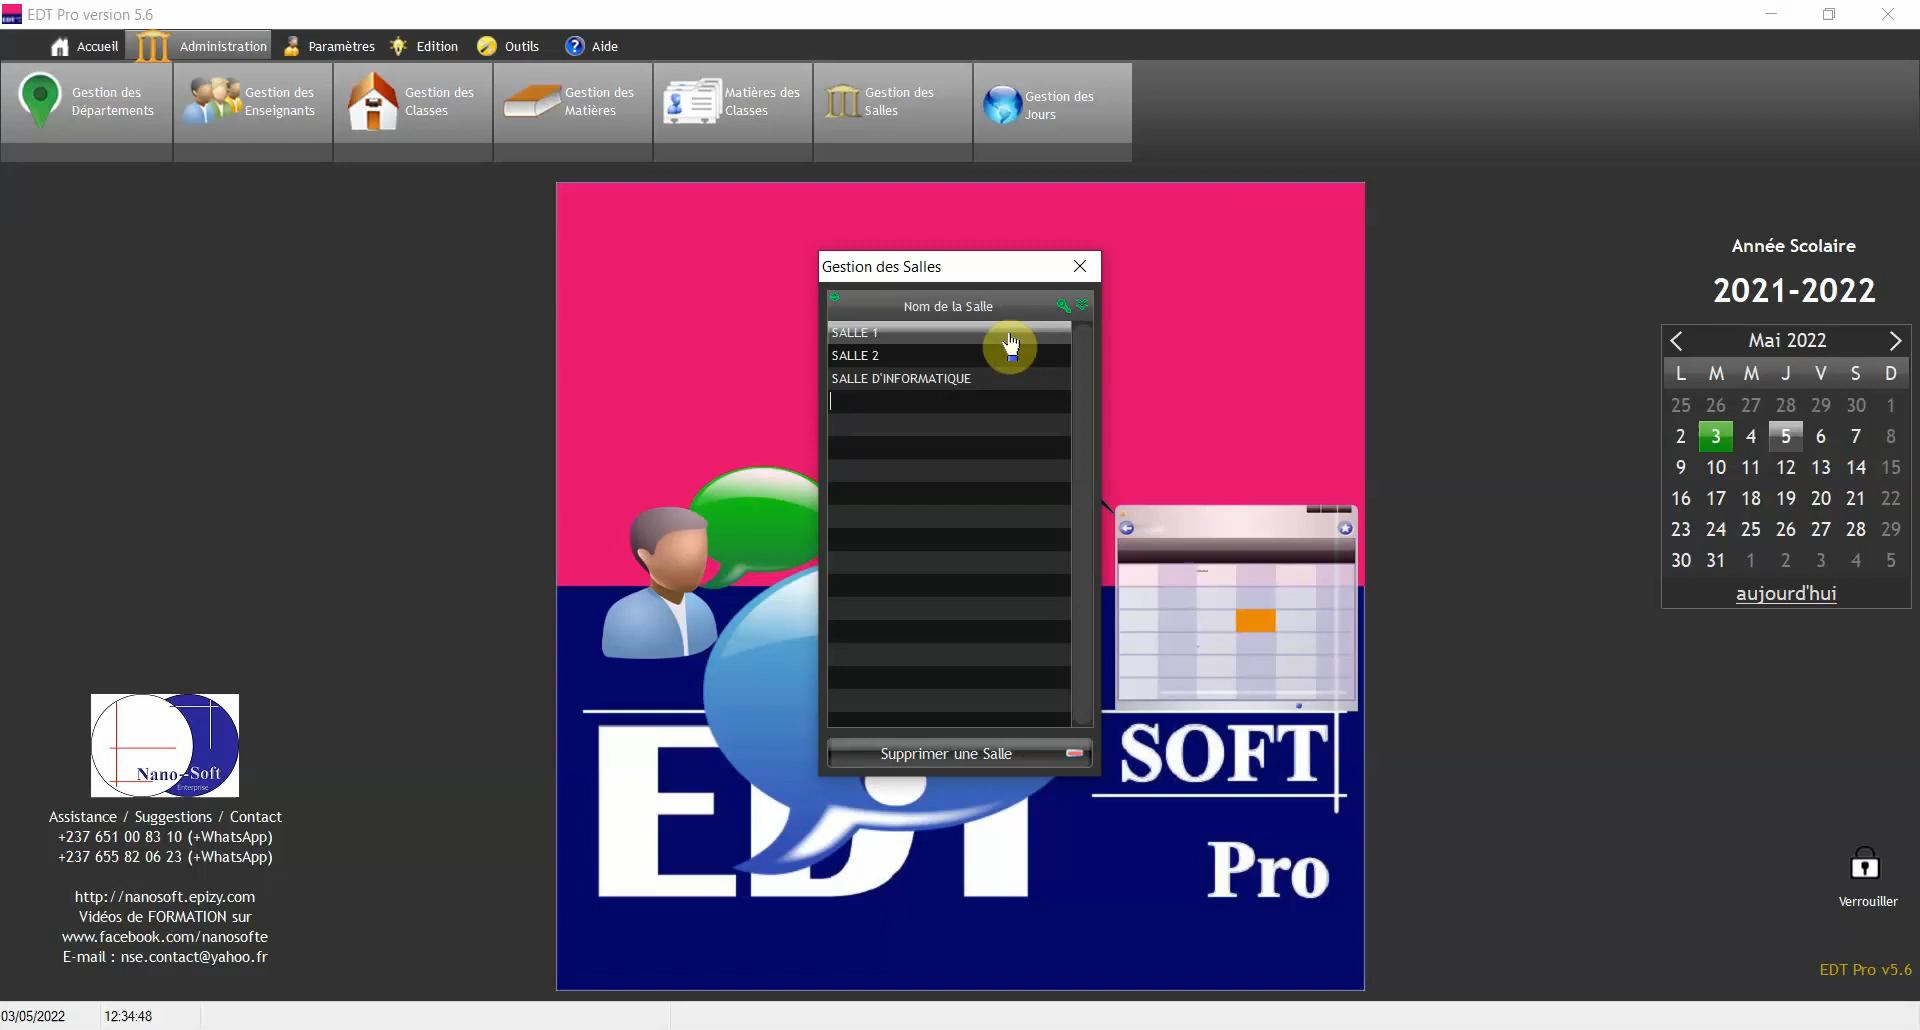 EDT Pro version 5.6
Accueil Administration Paramètres Edition Outils Aide
Gestion des Départements
Gestion des Enseignants
Gestion des Classes
Gestion des Matières
Matières des Classes
Gestion des Salles
Gestion des Jours
Gestion des Salles
Nom de la Salle
SALLE 1
SALLE 2
SALLE D'INFORMATIQUE
Supprimer une Salle
SOFT
EDT
Pro
Année Scolaire
2021-2022
Mai 2022
L M M J V S D
25 26 27 28 29 30 1
2 3 4 5 6 7 8
9 10 11 12 13 14 15
16 17 18 19 20 21 22
23 24 25 26 27 28 29
30 31 1 2 3 4 5
aujourd'hui
Nano-Soft
Enterprise
Assistance / Suggestions / Contact
+237 651 00 83 10 (+WhatsApp)
+237 655 82 06 23 (+WhatsApp)
http://nanosoft.epizy.com
Vidéos de FORMATION sur
www.facebook.com/nanosofte
E-mail : nse.contact@yahoo.fr
Verrouiller
EDT Pro v5.6
03/05/2022 12:34:48